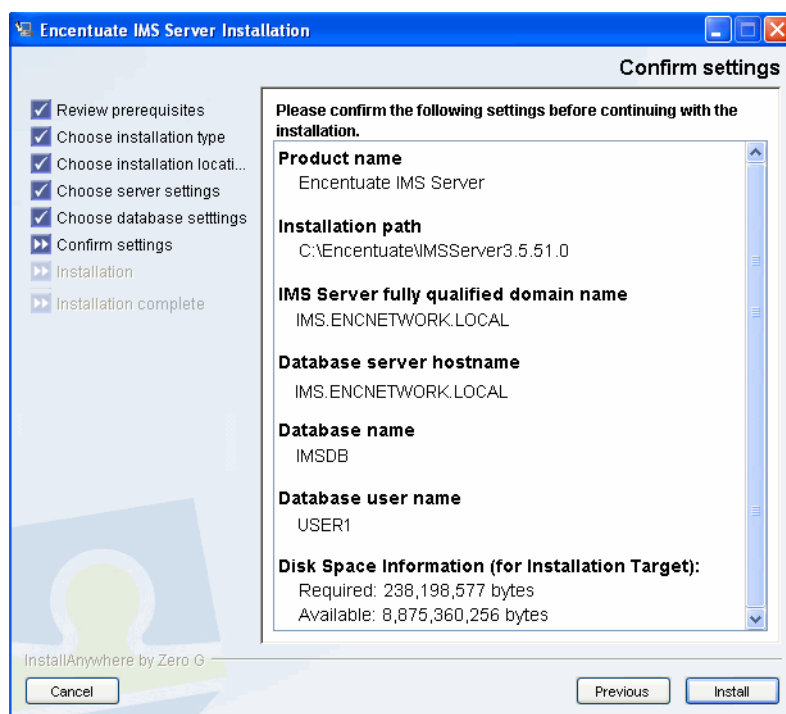 Encentuate IMS Server Installation
Confirm settings
Review prerequisites
Choose installation type
Choose installation locati...
Choose server settings
Choose database setttings
Confirm settings
Installation
Installation complete
Please confirm the following settings before continuing with the
installation.
Product name
Encentuate IMS Server
Installation path
C:\Encentuate\IMSServer3.5.51.0
IMS Server fully qualified domain name
IMS.ENCNETWORK.LOCAL
Database server hostname
IMS.ENCNETWORK.LOCAL
Database name
IMSDB
Database user name
USER1
Disk Space Information (for Installation Target):
Required: 238,198,577 bytes
Available: 8,875,360,256 bytes
InstallAnywhere by Zero G
Cancel
Previous
Install